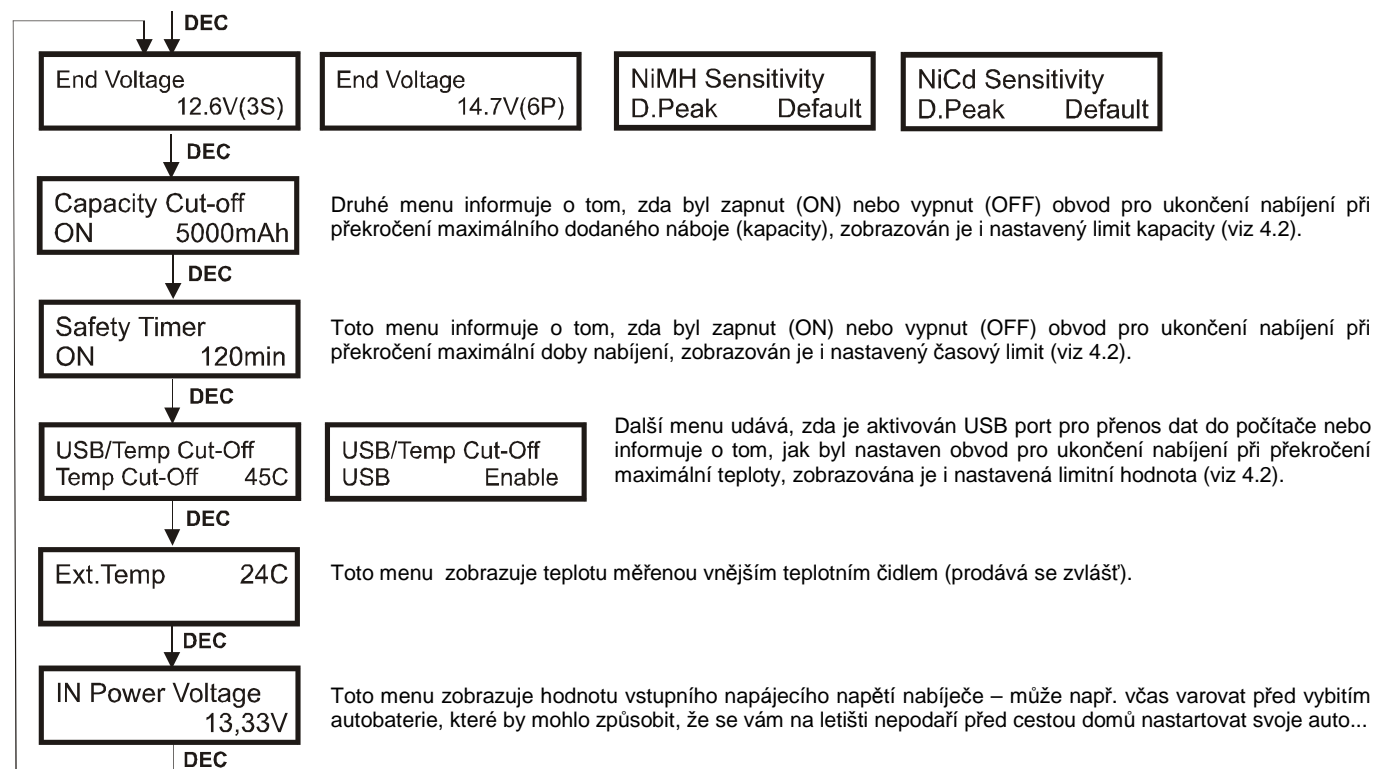 DEC
End Voltage
12.6V(3S)
End Voltage
14.7V(6P)
NiMH Sensitivity
D.Peak Default
NiCd Sensitivity
D.Peak Default
DEC
Capacity Cut-off
ON 5000mAh
Druhé menu informuje o tom, zda byl zapnut (ON) nebo vypnut (OFF) obvod pro ukončení nabíjení při
překročení maximálního dodaného náboje (kapacity), zobrazován je i nastavený limit kapacity (viz 4.2).
DEC
Safety Timer
ON 120min
Toto menu informuje o tom, zda byl zapnut (ON) nebo vypnut (OFF) obvod pro ukončení nabíjení při
překročení maximální doby nabíjení, zobrazován je i nastavený časový limit (viz 4.2).
DEC
USB/Temp Cut-Off
Temp Cut-Off 45C
USB/Temp Cut-Off
USB Enable
Další menu udává, zda je aktivován USB port pro přenos dat do počítače nebo
informuje o tom, jak byl nastaven obvod pro ukončení nabíjení při překročení
maximální teploty, zobrazována je i nastavená limitní hodnota (viz 4.2).
DEC
Ext.Temp 24C
Toto menu zobrazuje teplotu měřenou vnějším teplotním čidlem (prodává se zvlášť).
DEC
IN Power Voltage
13,33V
Toto menu zobrazuje hodnotu vstupního napájecího napětí nabíječe – může např. včas varovat před vybitím
autobaterie, které by mohlo způsobit, že se vám na letišti nepodaří před cestou domů nastartovat svoje auto...
DEC